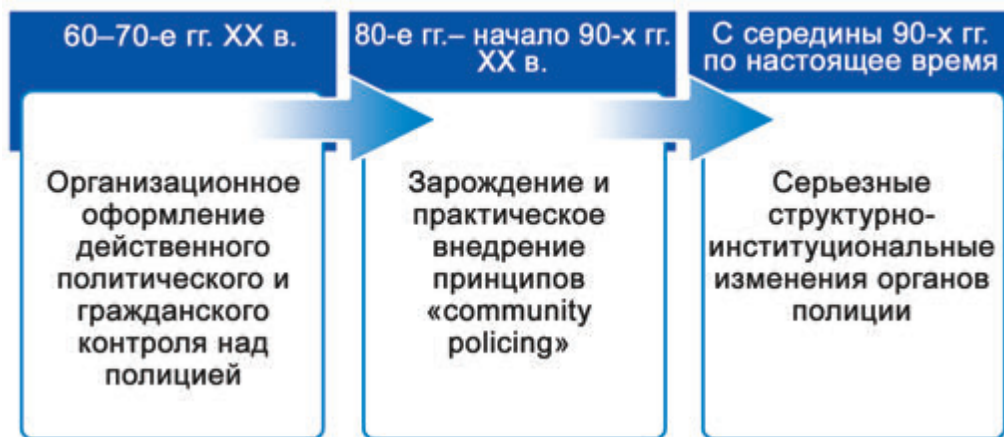 60–70-е гг. XX в.
Организационное
оформление
действенного
политического и
гражданского
контроля над
полицией
80-е гг.– начало 90-х гг.
XX в.
Зарождение и
практическое
внедрение
принципов
«community
policing»
С середины 90-х гг.
по настоящее время
Серьезные
структурно-
институциональные
изменения органов
полиции